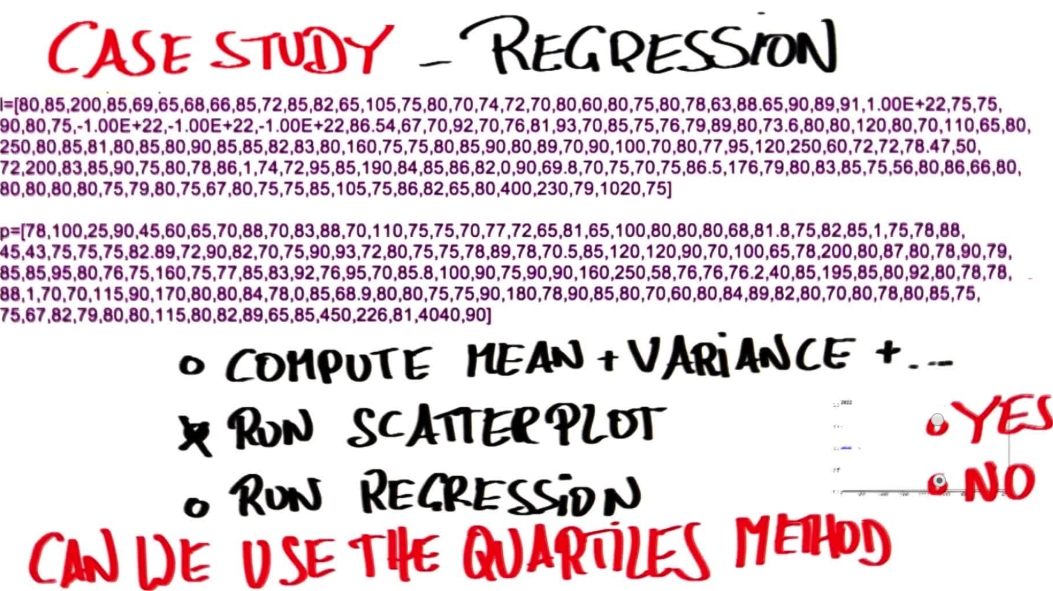 CASE STUDY - REGRESSION
l=[80,85,200,85,69,65,68,66,85,72,85,82,65,105,75,80,70,74,72,70,80,60,80,75,80,78,63,88.65,90,89,91,1.00E+22,75,75,
90,80,75,-1.00E+22,-1.00E+22,-1.00E+22,86.54,67,70,92,70,76,81,93,70,85,75,76,79,89,80,73.6,80,80,120,80,70,110,65,80,
250,80,85,81,80,85,80,90,85,85,82,83,80,160,75,75,80,85,90,80,89,70,90,100,70,80,77,95,120,250,60,72,72,78.47,50,
72,200,83,85,90,75,80,78,86,1,74,72,95,85,190,84,85,86,82,0,90,69.8,70,75,70,75,86.5,176,79,80,83,85,75,56,80,86,66,80,
80,80,80,80,75,79,80,75,67,80,75,75,85,105,75,86,82,65,80,400,230,79,1020,75]
p=[78,100,25,90,45,60,65,70,88,70,83,88,70,110,75,75,70,77,72,65,81,65,100,80,80,80,68,81.8,75,82,85,1,75,78,88,
45,43,75,75,75,82.89,72,90,82,70,75,90,93,72,80,75,75,78,89,78,70.5,85,120,120,90,70,100,65,78,200,80,87,80,78,90,79,
85,85,95,80,76,75,160,75,77,85,83,92,76,95,70,85.8,100,90,75,90,90,160,250,58,76,76,76.2,40,85,195,85,80,92,80,78,78,
88,1,70,70,115,90,170,80,80,84,78,0,85,68.9,80,80,75,75,90,180,78,90,85,80,70,60,80,84,89,82,80,70,80,78,80,85,75,
75,67,82,79,80,80,115,80,82,89,65,85,450,226,81,4040,90]
COMPUTE MEAN + VARIANCE + ...
RUN SCATTERPLOT
YES
RUN REGRESSION
NO
CAN WE USE THE QUARTILES METHOD